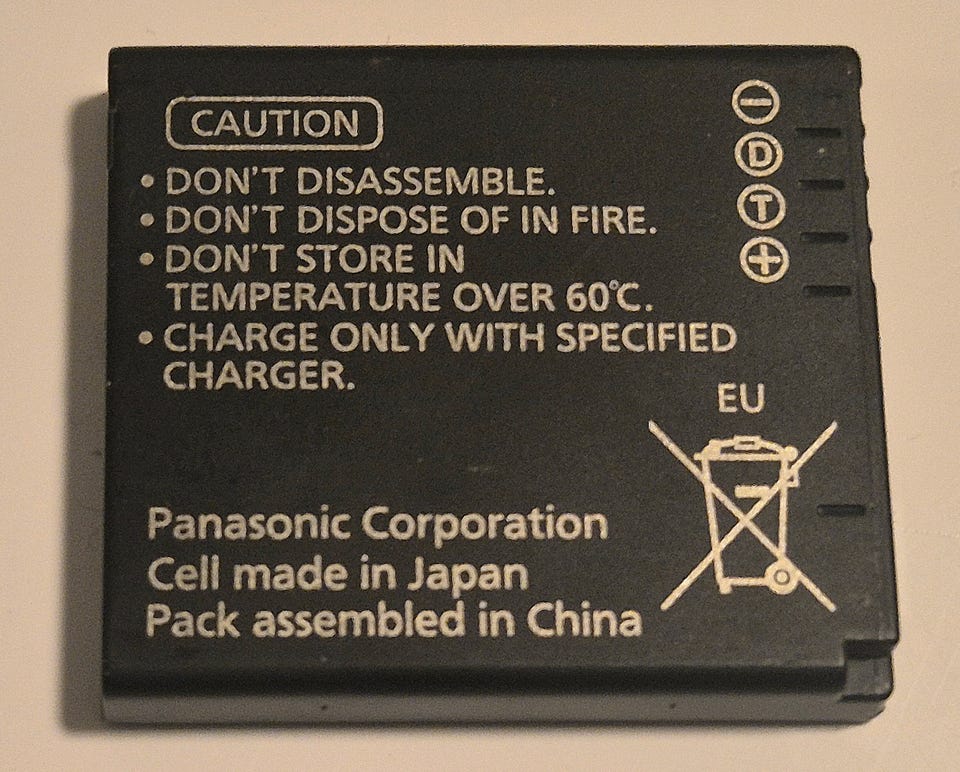 CAUTION
• DON'T DISASSEMBLE.
• DON'T DISPOSE OF IN FIRE.
• DON'T STORE IN
TEMPERATURE OVER 60℃.
• CHARGE ONLY WITH SPECIFIED
CHARGER.
⊖
Ⓓ
Ⓣ
⊕
EU
Panasonic Corporation
Cell made in Japan
Pack assembled in China